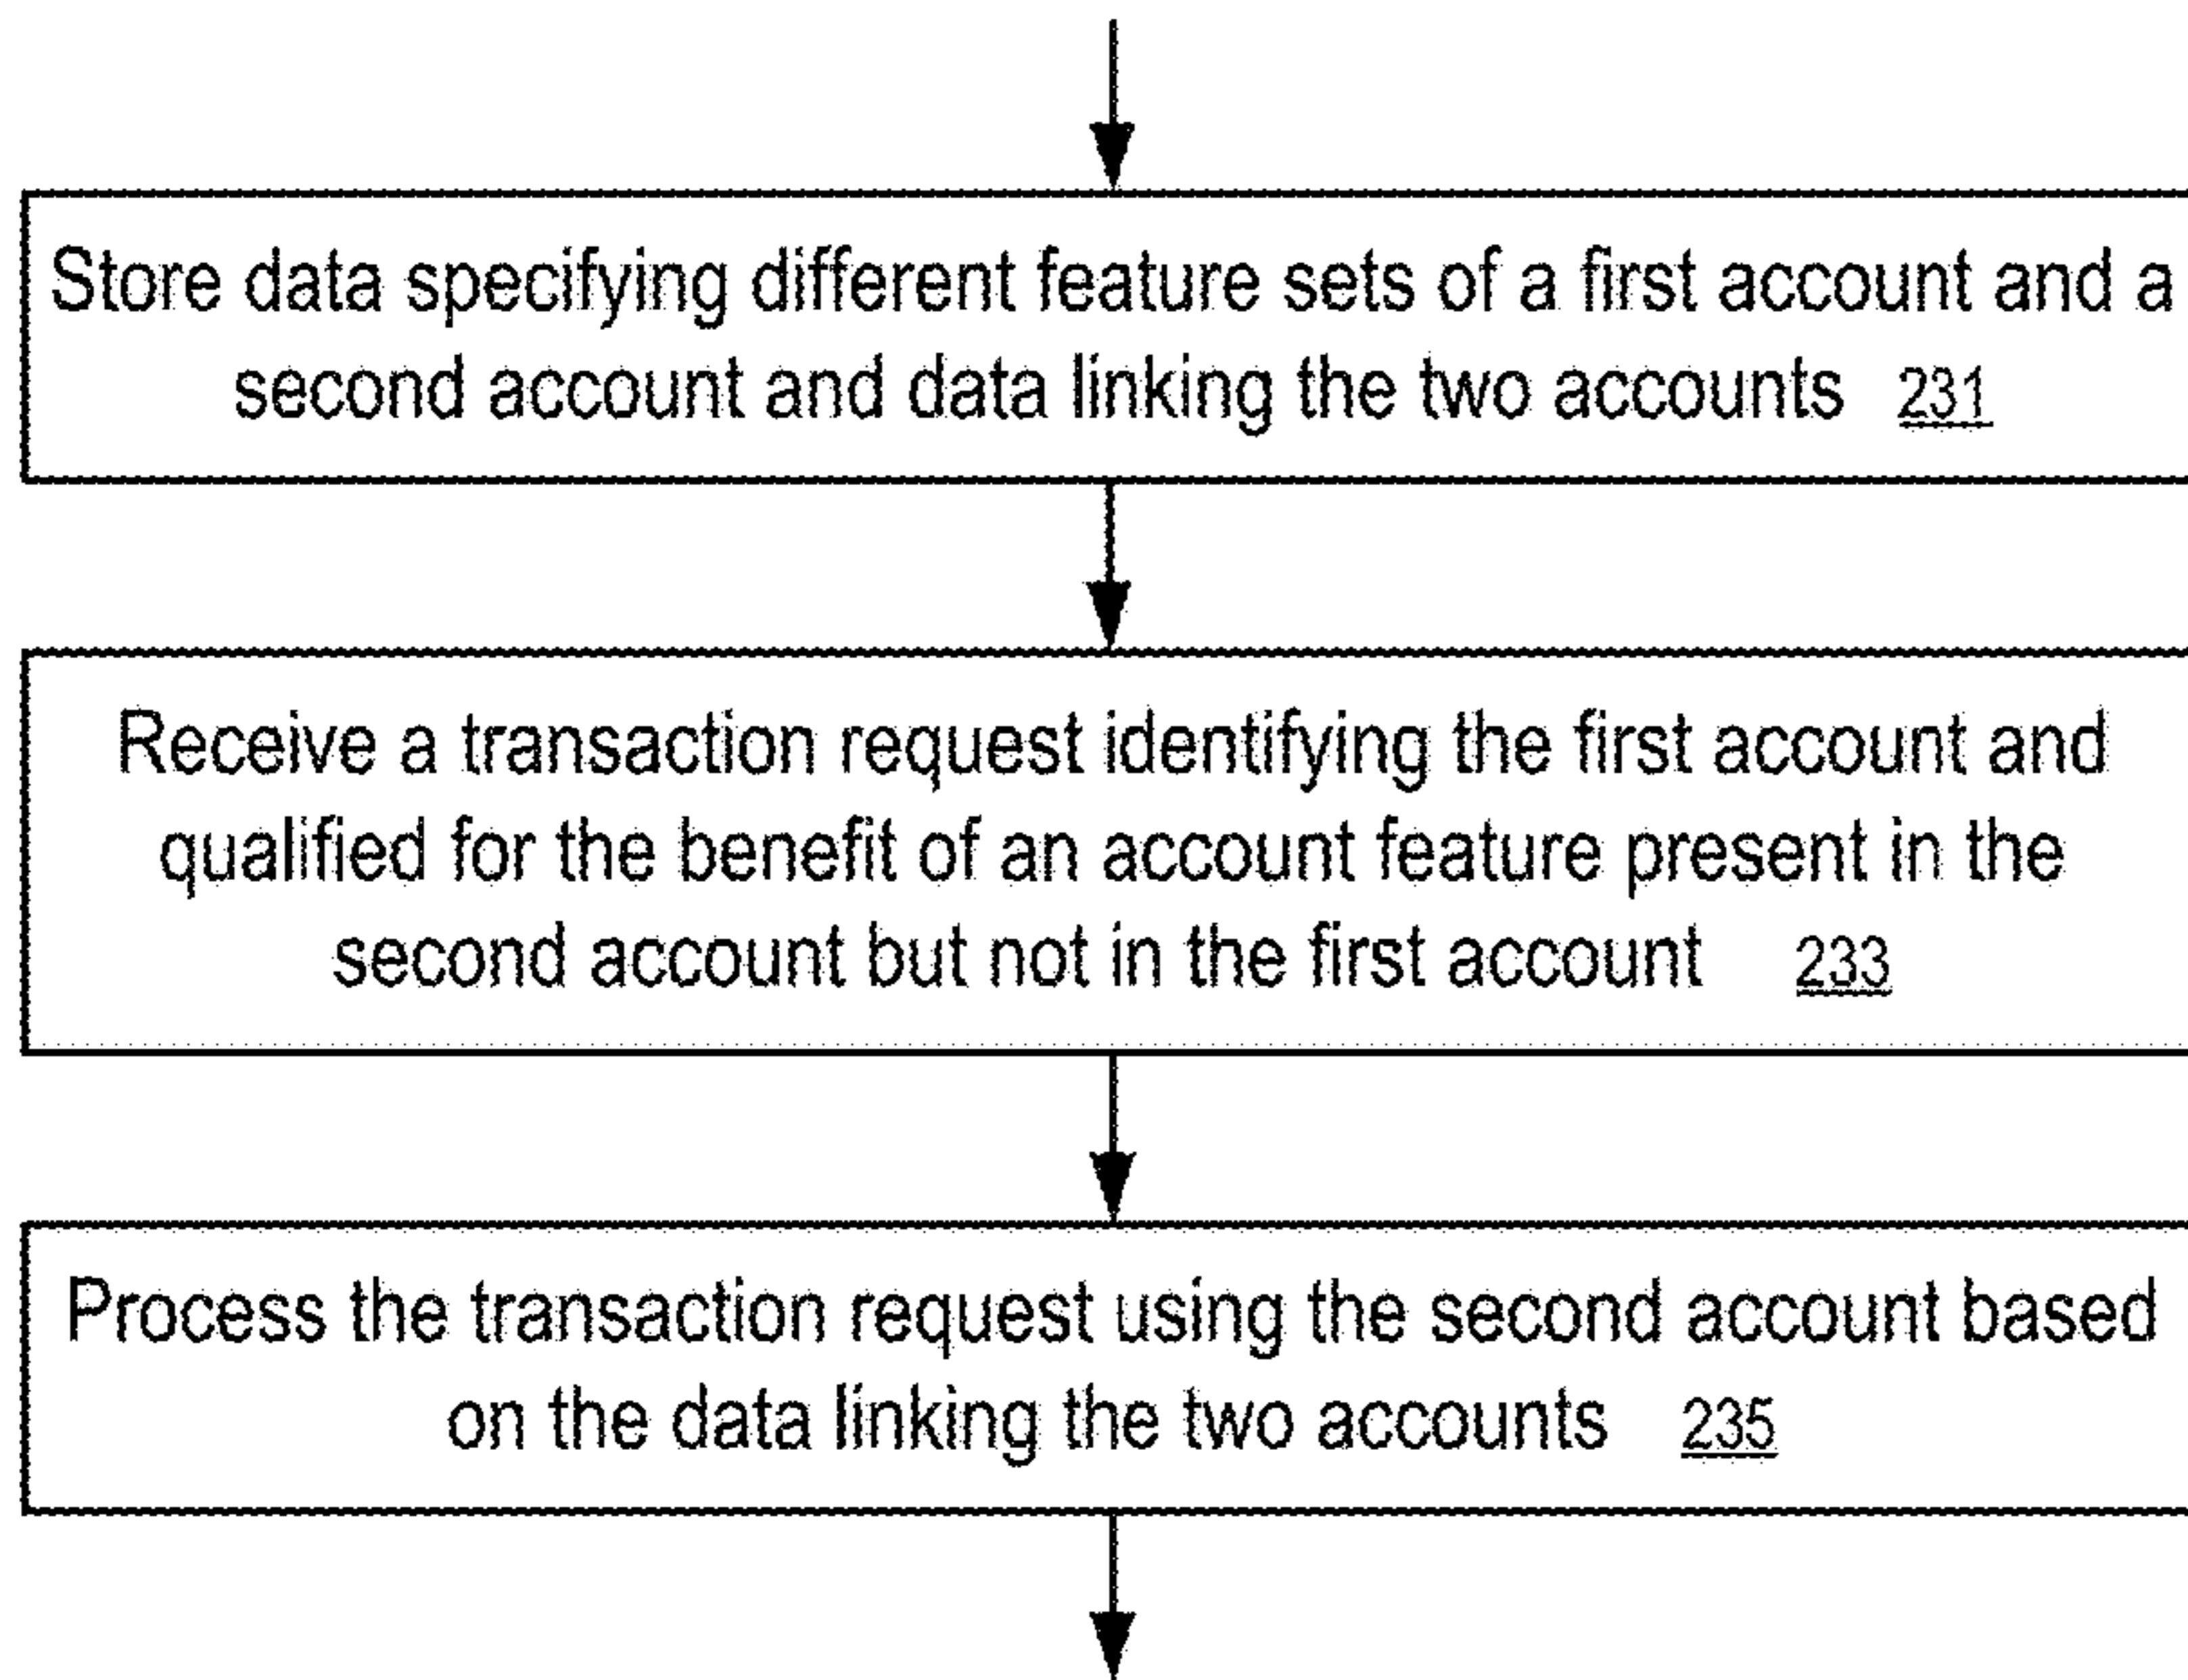 Store data specifying different feature sets of a first account and a
second account and data linking the two accounts 231
Receive a transaction request identifying the first account and
qualified for the benefit of an account feature present in the
second account but not in the first account 233
Process the transaction request using the second account based
on the data linking the two accounts 235